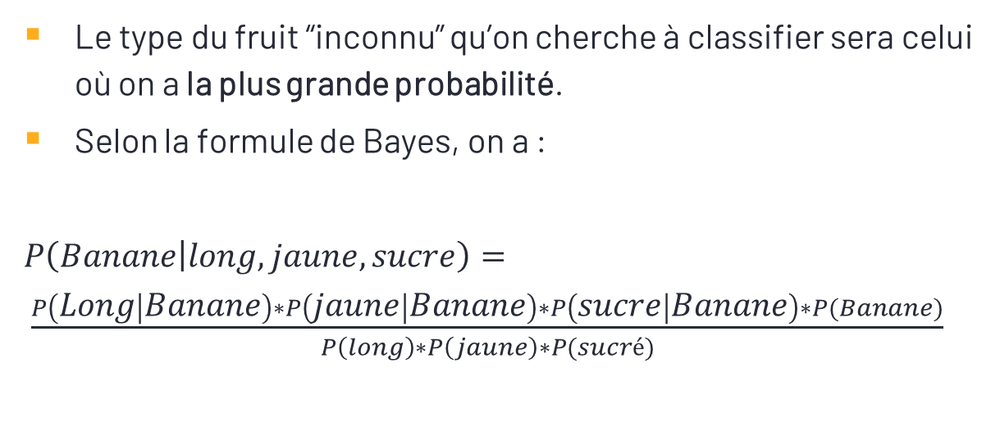 Le type du fruit “inconnu” qu’on cherche à classifier sera celui
où on a la plus grande probabilité.
Selon la formule de Bayes, on a :
P(Banane|long, jaune, sucre) =
P(Long|Banane)*P(jaune|Banane)*P(sucre|Banane)*P(Banane)
P(long)*P(jaune)*P(sucré)